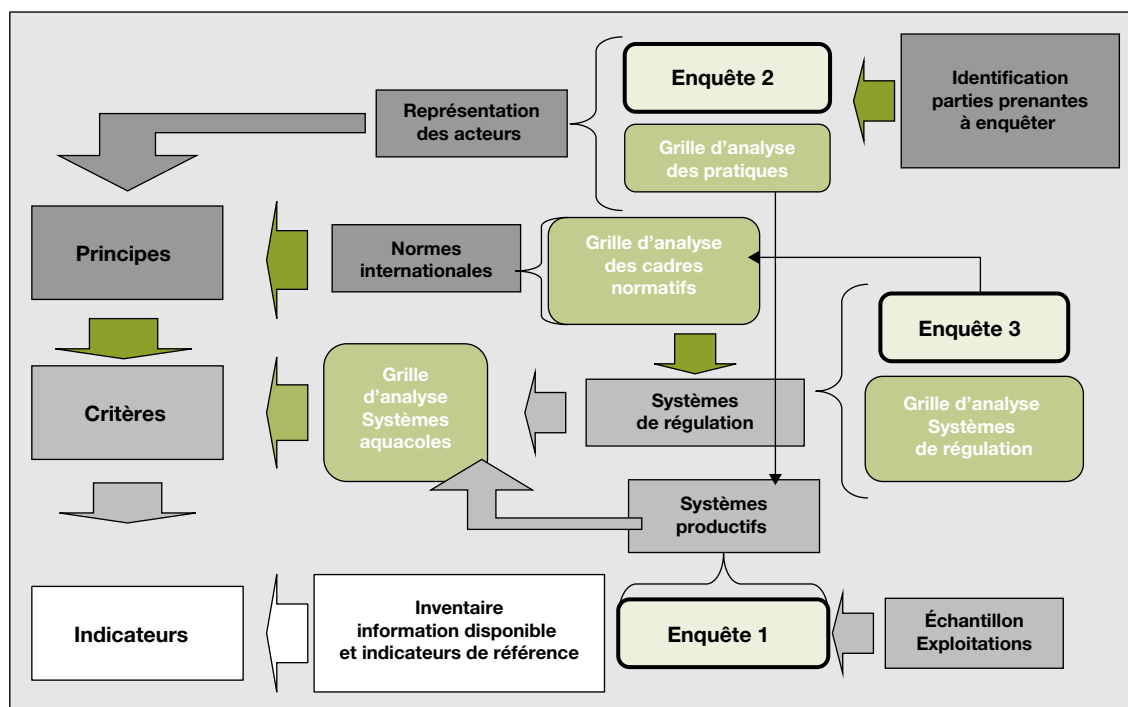 Enquête 2
Identification
parties prenantes
à enquêter
Représentation
des acteurs
Grille d'analyse
des pratiques
Principes
Normes
internationales
Grille d'analyse
des cadres
normatifs
Enquête 3
Critères
Grille
d'analyse
Systèmes
aquacoles
Systèmes
de régulation
Grille d'analyse
Systèmes
de régulation
Systèmes
productifs
Indicateurs
Inventaire
information disponible
et indicateurs de référence
Enquête 1
Échantillon
Exploitations